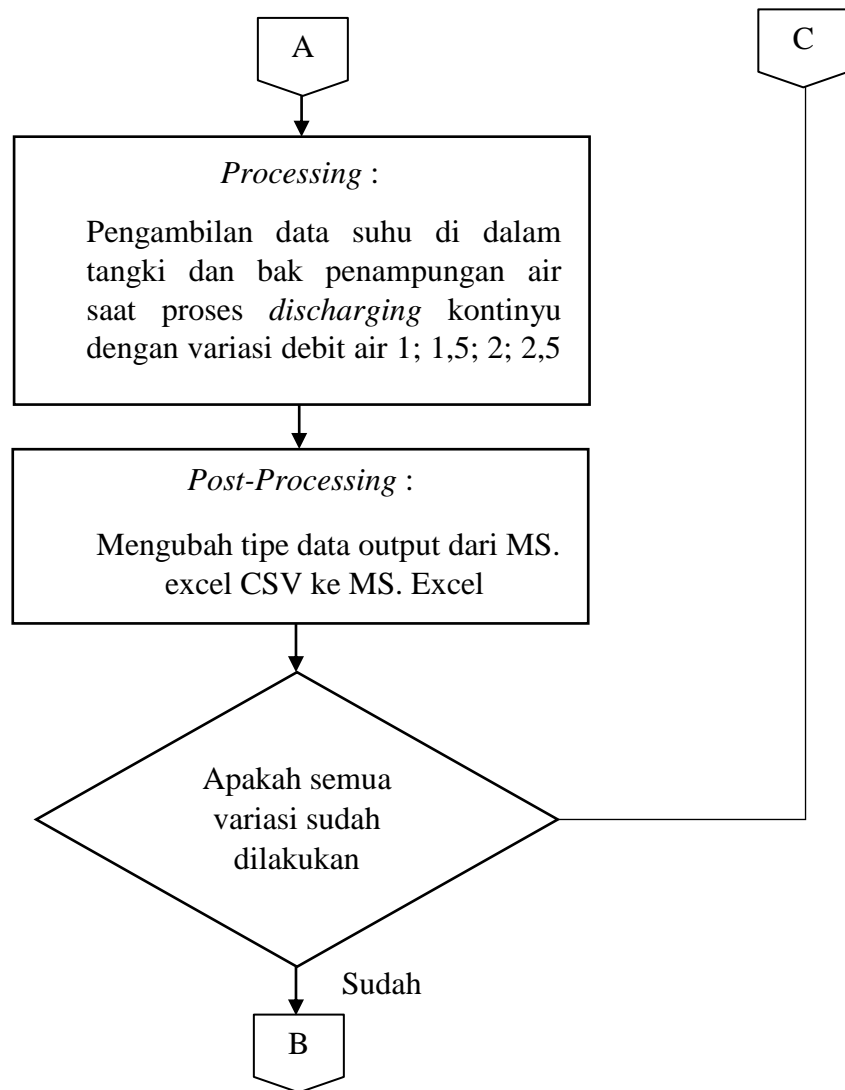 A
C
Processing :
Pengambilan data suhu di dalam
tangki dan bak penampungan air
saat proses discharging kontinyu
dengan variasi debit air 1; 1,5; 2; 2,5
Post-Processing :
Mengubah tipe data output dari MS.
excel CSV ke MS. Excel
Apakah semua
variasi sudah
dilakukan
Sudah
B